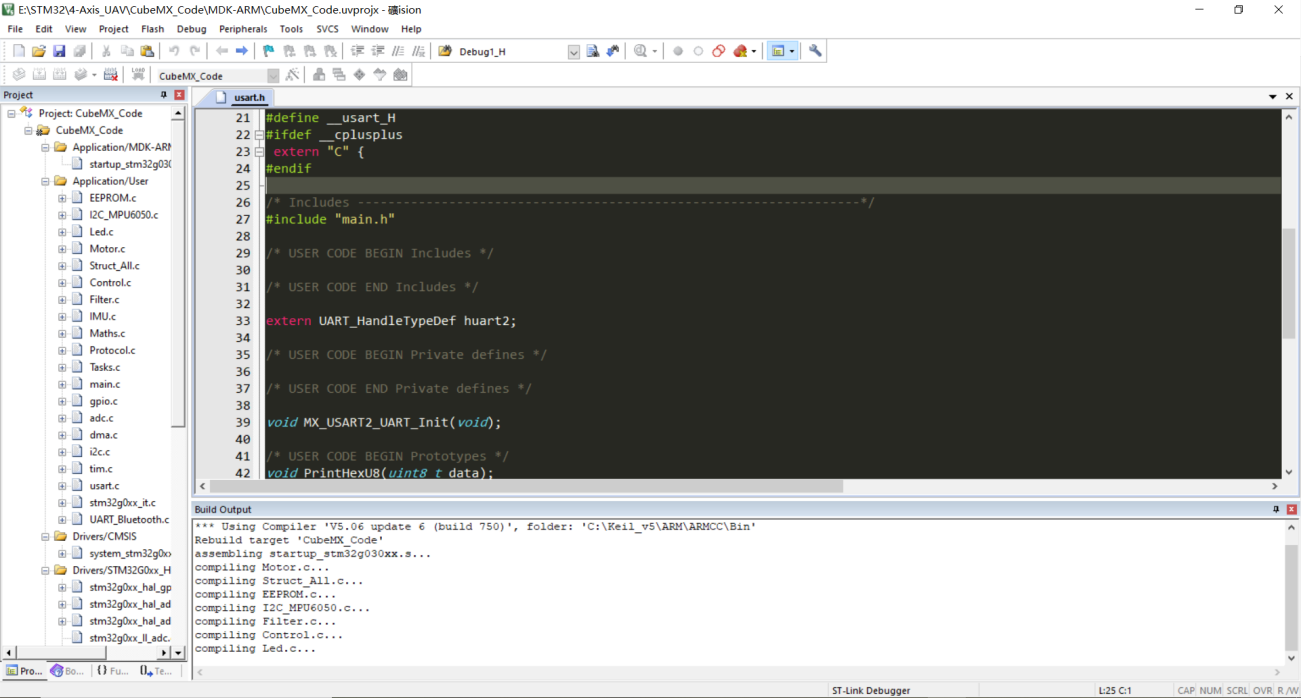 E:\STM32\4-Axis_UAV\CubeMX_Code\MDK-ARM\CubeMX_Code.uvprojx - 礦ision
File Edit View Project Flash Debug Peripherals Tools SVCS Window Help
Debug1_H
LOAD CubeMX_Code
Project
Project: CubeMX_Code
CubeMX_Code
Application/MDK-ARM
startup_stm32g030
Application/User
EEPROM.c
I2C_MPU6050.c
Led.c
Motor.c
Struct_All.c
Control.c
Filter.c
IMU.c
Maths.c
Protocol.c
Tasks.c
main.c
gpio.c
adc.c
dma.c
i2c.c
tim.c
usart.c
stm32g0xx_it.c
UART_Bluetooth.c
Drivers/CMSIS
system_stm32g0xx
Drivers/STM32G0xx_H
stm32g0xx_hal_gp
stm32g0xx_hal_ad
stm32g0xx_hal_ad
stm32g0xx_ll_adc.
Pro... Bo... {} Fu... Te...
usart.h
21 #define __usart_H
22 #ifdef __cplusplus
23 extern "C" {
24 #endif
25
26 /* Includes ------------------------------------------------------------------*/
27 #include "main.h"
28
29 /* USER CODE BEGIN Includes */
30
31 /* USER CODE END Includes */
32
33 extern UART_HandleTypeDef huart2;
34
35 /* USER CODE BEGIN Private defines */
36
37 /* USER CODE END Private defines */
38
39 void MX_USART2_UART_Init(void);
40
41 /* USER CODE BEGIN Prototypes */
42 void PrintHexU8(uint8_t data);
Build Output
*** Using Compiler 'V5.06 update 6 (build 750)', folder: 'C:\Keil_v5\ARM\ARMCC\Bin'
Rebuild target 'CubeMX_Code'
assembling startup_stm32g030xx.s...
compiling Motor.c...
compiling Struct_All.c...
compiling EEPROM.c...
compiling I2C_MPU6050.c...
compiling Filter.c...
compiling Control.c...
compiling Led.c...
ST-Link Debugger L:25 C:1 CAP NUM SCRL OVR R/W